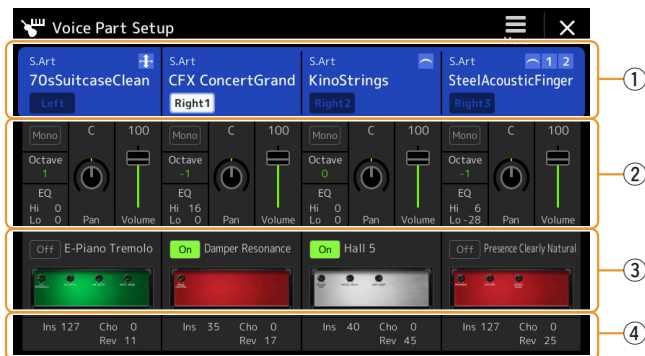 Voice Part Setup
S.Art S.Art S.Art S.Art 1 2
70sSuitcaseClean CFX ConcertGrand KinoStrings SteelAcousticFinger
Left Right1 Right2 Right3
①
Mono C 100 Mono C 100 Mono C 100 Mono C 100
Octave Octave Octave Octave
1 -1 0 -1
EQ EQ EQ EQ
Hi 0 Hi 16 Hi 0 Hi 6
Lo 0 Pan Volume Lo 0 Pan Volume Lo 0 Pan Volume Lo -28 Pan Volume
②
Off E-Piano Tremolo On Damper Resonance On Hall 5 Off Presence Clearly Natural
③
Ins 127 Cho 0 Ins 35 Cho 0 Ins 40 Cho 0 Ins 127 Cho 0
Rev 11 Rev 17 Rev 45 Rev 25
④